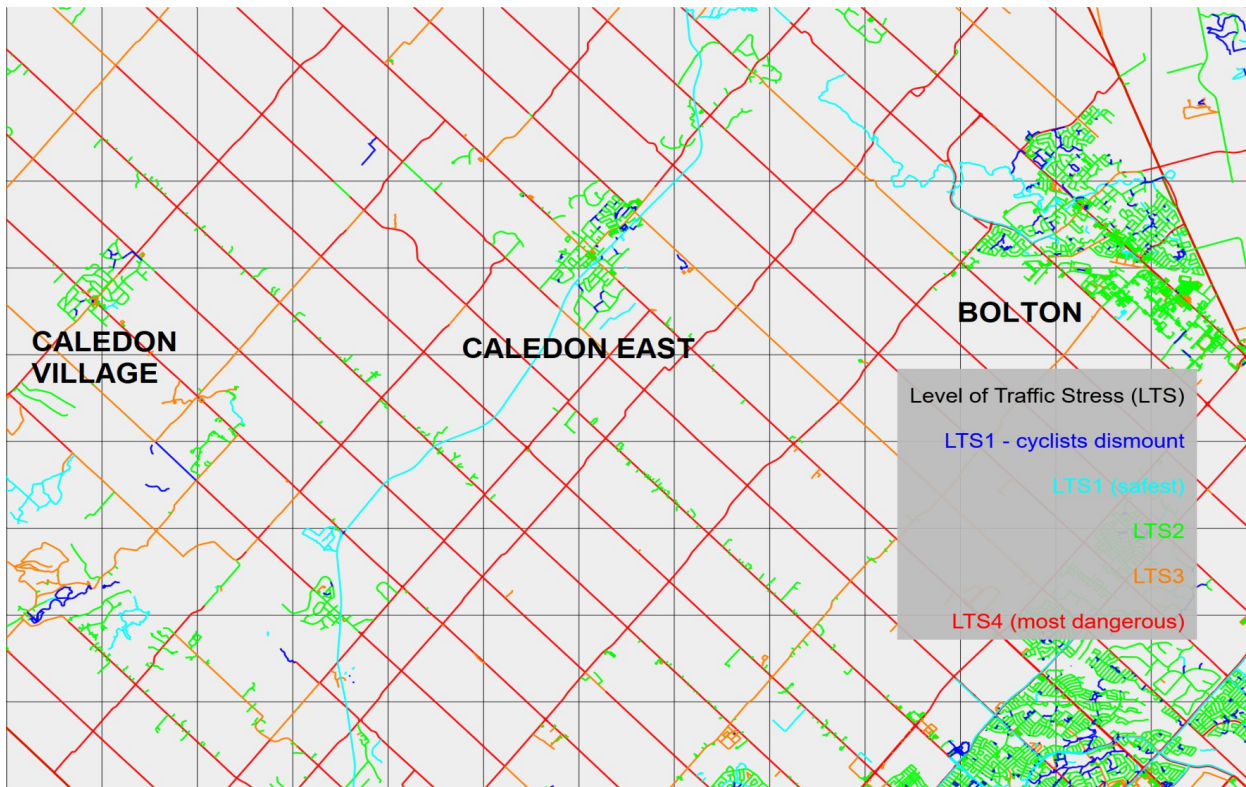 CALEDON
VILLAGE
CALEDON EAST
BOLTON
Level of Traffic Stress (LTS)
LTS1 - cyclists dismount
LTS1 (safest)
LTS2
LTS3
LTS4 (most dangerous)